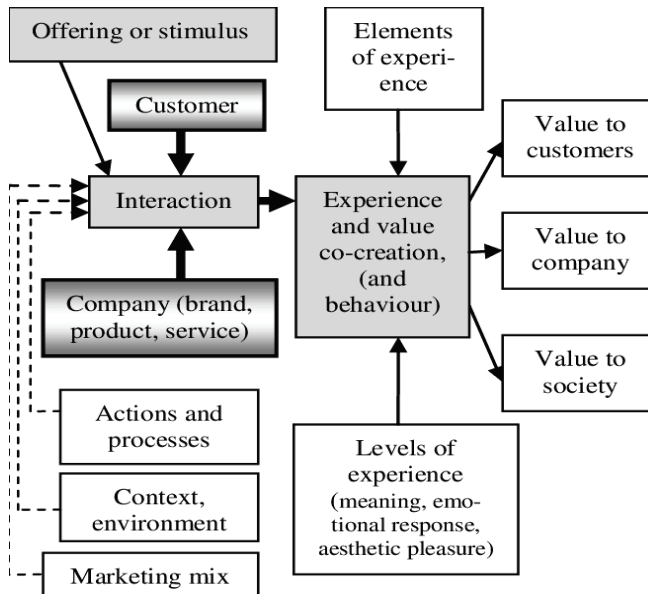 Offering or stimulus
Customer
Interaction
Company (brand,
product, service)
Actions and
processes
Context,
environment
Marketing mix
Elements
of experi-
ence
Experience
and value
co-creation,
(and
behaviour)
Levels of
experience
(meaning, emo-
tional response,
aesthetic pleasure)
Value to
customers
Value to
company
Value to
society